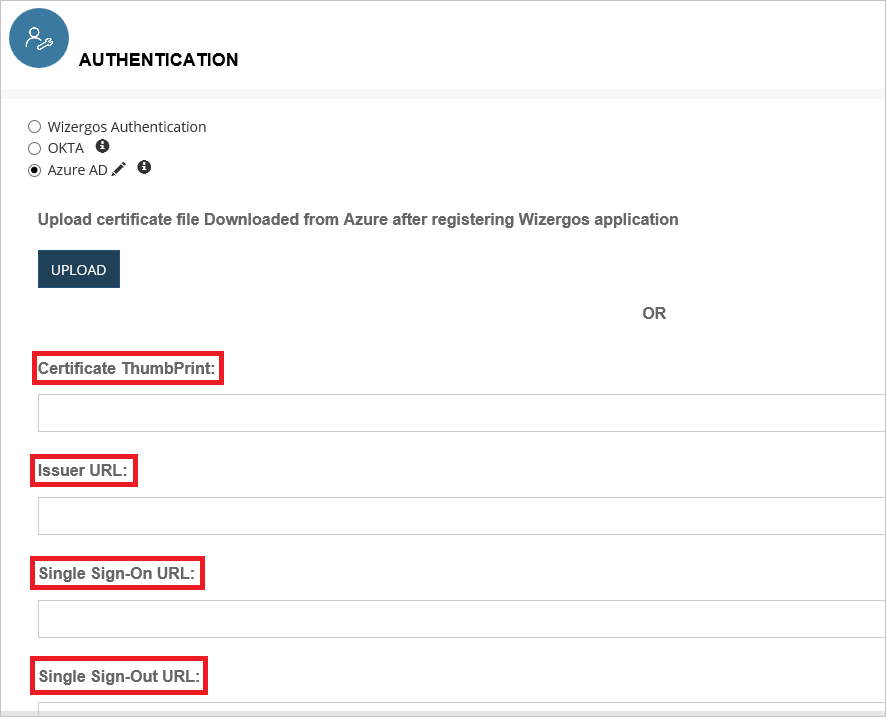 AUTHENTICATION
Wizergos Authentication
OKTA
Azure AD
Upload certificate file Downloaded from Azure after registering Wizergos application
UPLOAD
OR
Certificate ThumbPrint:
Issuer URL:
Single Sign-On URL:
Single Sign-Out URL: